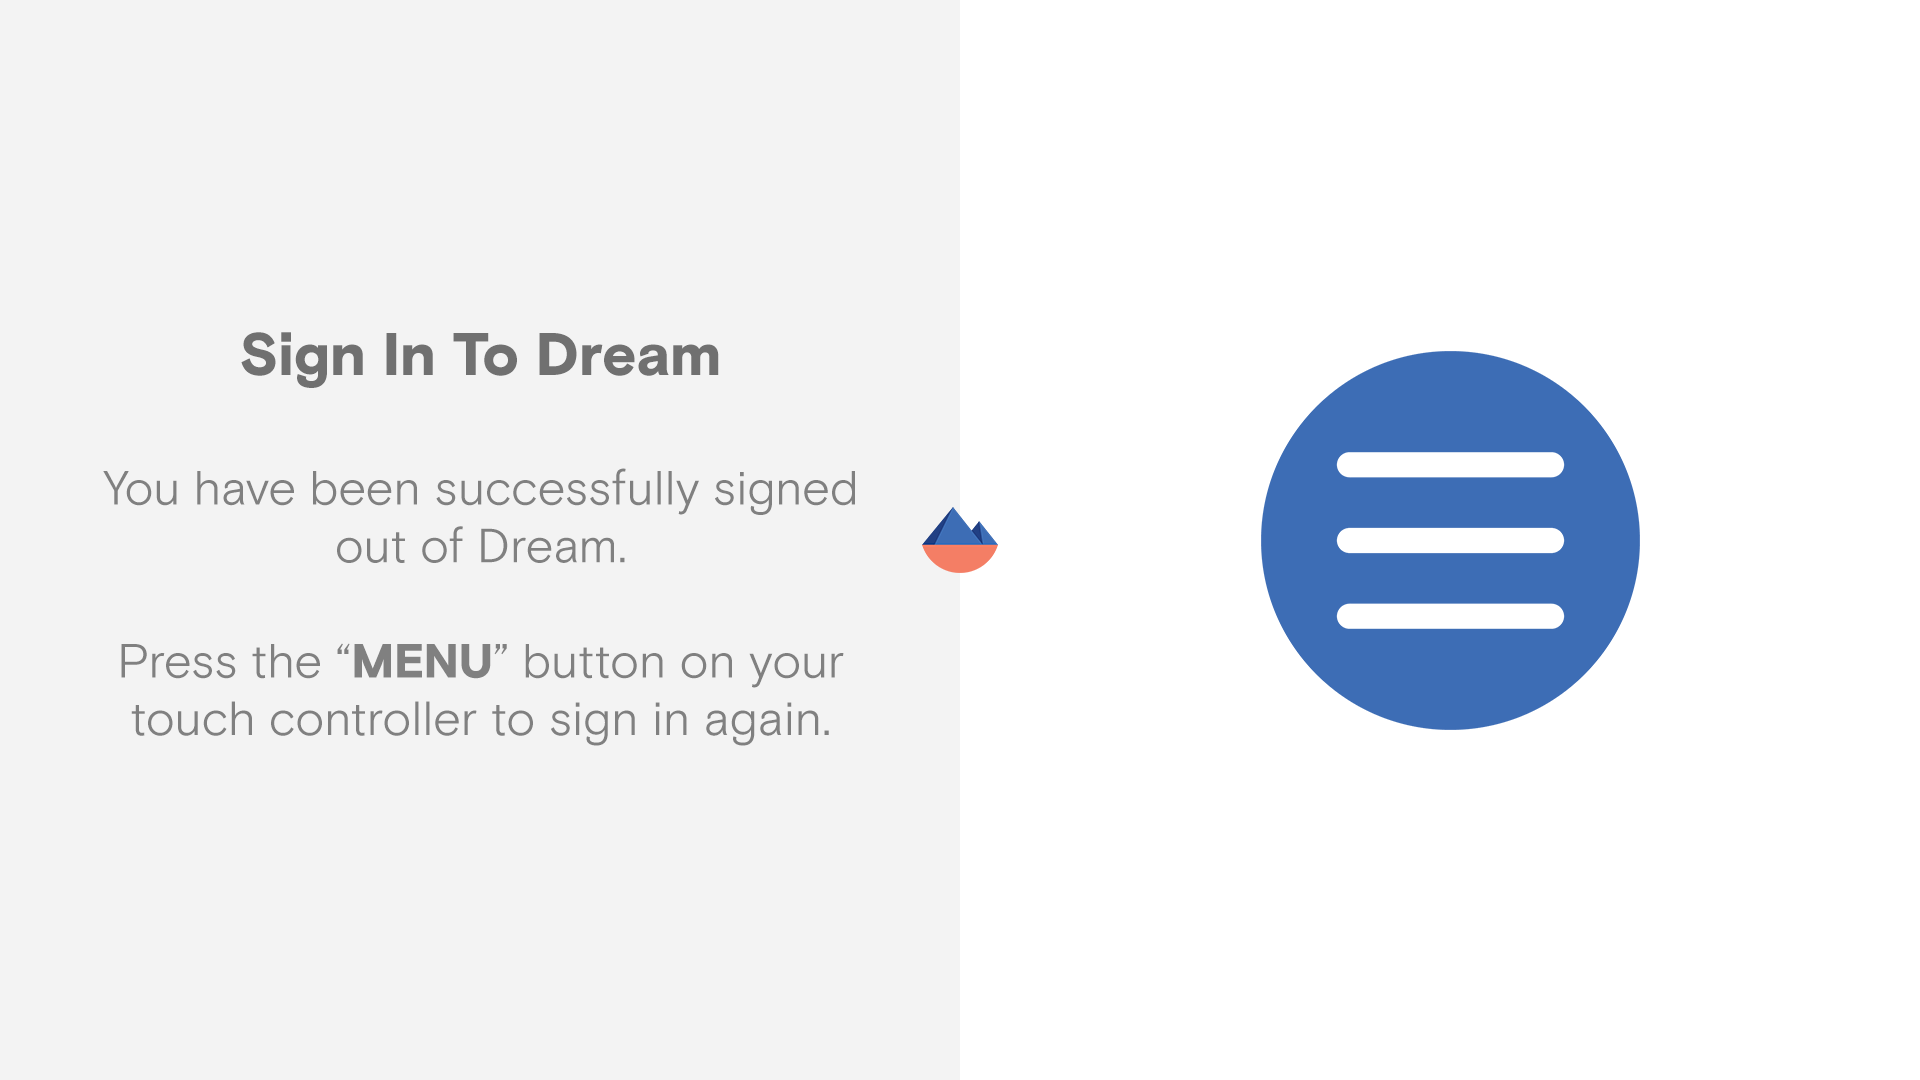 Sign In To Dream
You have been successfully signed
out of Dream.
Press the “MENU” button on your
touch controller to sign in again.